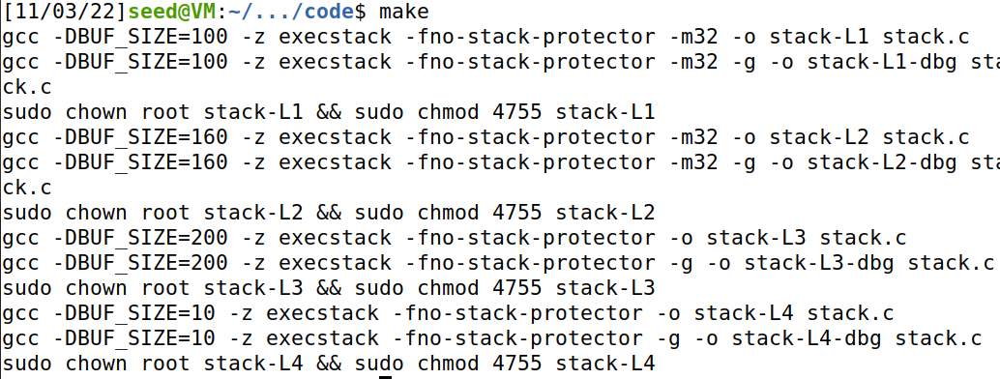 [11/03/22]seed@VM:~/.../code$ make
gcc -DBUF_SIZE=100 -z execstack -fno-stack-protector -m32 -o stack-L1 stack.c
gcc -DBUF_SIZE=100 -z execstack -fno-stack-protector -m32 -g -o stack-L1-dbg sta
ck.c
sudo chown root stack-L1 && sudo chmod 4755 stack-L1
gcc -DBUF_SIZE=160 -z execstack -fno-stack-protector -m32 -o stack-L2 stack.c
gcc -DBUF_SIZE=160 -z execstack -fno-stack-protector -m32 -g -o stack-L2-dbg sta
ck.c
sudo chown root stack-L2 && sudo chmod 4755 stack-L2
gcc -DBUF_SIZE=200 -z execstack -fno-stack-protector -o stack-L3 stack.c
gcc -DBUF_SIZE=200 -z execstack -fno-stack-protector -g -o stack-L3-dbg stack.c
sudo chown root stack-L3 && sudo chmod 4755 stack-L3
gcc -DBUF_SIZE=10 -z execstack -fno-stack-protector -o stack-L4 stack.c
gcc -DBUF_SIZE=10 -z execstack -fno-stack-protector -g -o stack-L4-dbg stack.c
sudo chown root stack-L4 && sudo chmod 4755 stack-L4